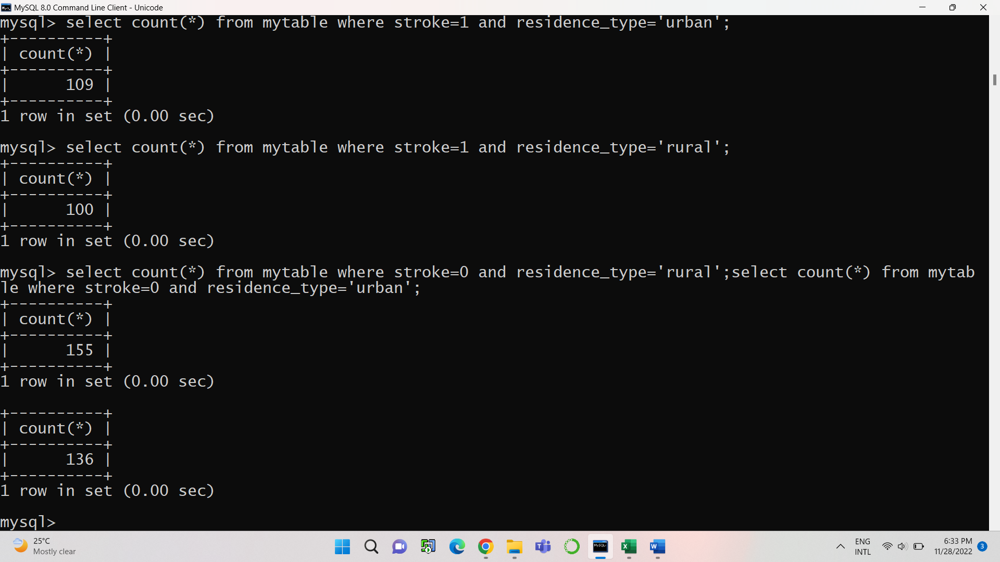 MySQL 8.0 Command Line Client - Unicode
mysql> select count(*) from mytable where stroke=1 and residence_type='urban';
+----------+
| count(*) |
+----------+
|      109 |
+----------+
1 row in set (0.00 sec)
mysql> select count(*) from mytable where stroke=1 and residence_type='rural';
+----------+
| count(*) |
+----------+
|      100 |
+----------+
1 row in set (0.00 sec)
mysql> select count(*) from mytable where stroke=0 and residence_type='rural';select count(*) from mytab
le where stroke=0 and residence_type='urban';
+----------+
| count(*) |
+----------+
|      155 |
+----------+
1 row in set (0.00 sec)
+----------+
| count(*) |
+----------+
|      136 |
+----------+
1 row in set (0.00 sec)
mysql>
25°C
Mostly clear
MySQL
ENG
INTL
6:33 PM
11/28/2022
3